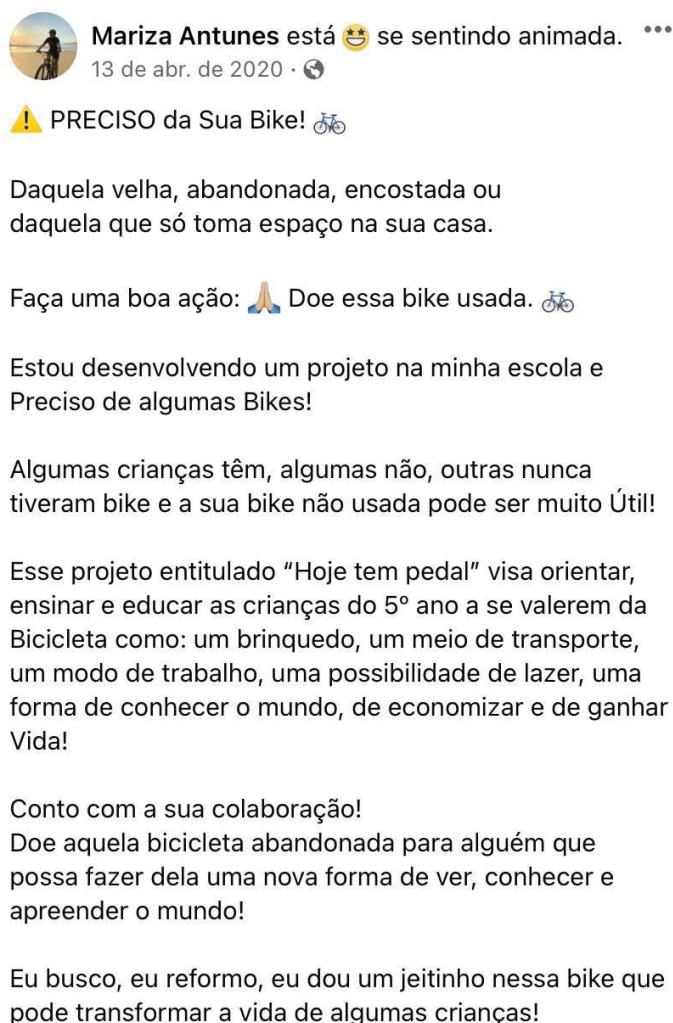 Mariza Antunes está 🤩 se sentindo animada.
13 de abr. de 2020 ·
⚠️ PRECISO da Sua Bike! 🚲
Daquela velha, abandonada, encostada ou
daquela que só toma espaço na sua casa.
Faça uma boa ação: 🙏🏼 Doe essa bike usada. 🚲
Estou desenvolvendo um projeto na minha escola e
Preciso de algumas Bikes!
Algumas crianças têm, algumas não, outras nunca
tiveram bike e a sua bike não usada pode ser muito Útil!
Esse projeto entitulado “Hoje tem pedal” visa orientar,
ensinar e educar as crianças do 5º ano a se valerem da
Bicicleta como: um brinquedo, um meio de transporte,
um modo de trabalho, uma possibilidade de lazer, uma
forma de conhecer o mundo, de economizar e de ganhar
Vida!
Conto com a sua colaboração!
Doe aquela bicicleta abandonada para alguém que
possa fazer dela uma nova forma de ver, conhecer e
apreender o mundo!
Eu busco, eu reformo, eu dou um jeitinho nessa bike que
pode transformar a vida de algumas crianças!